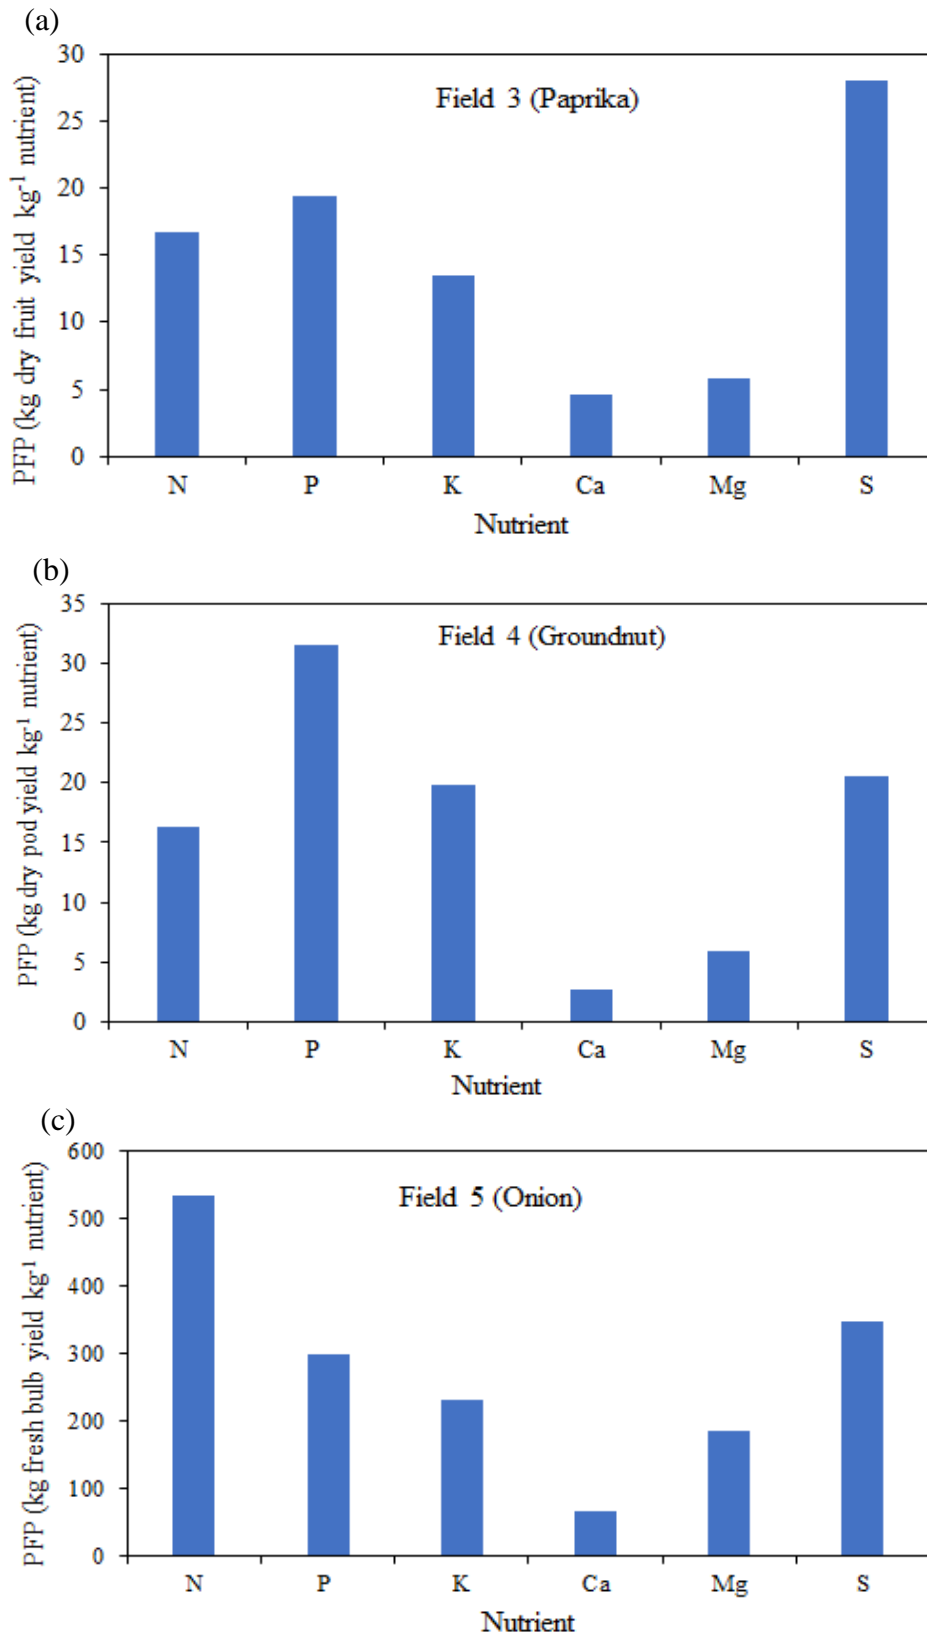 (a)
PFP (kg dry fruit yield kg⁻¹ nutrient)
30
25
20
15
10
5
0
Field 3 (Paprika)
N P K Ca Mg S
Nutrient
(b)
PFP (kg dry pod yield kg⁻¹ nutrient)
35
30
25
20
15
10
5
0
Field 4 (Groundnut)
N P K Ca Mg S
Nutrient
(c)
PFP (kg fresh bulb yield kg⁻¹ nutrient)
600
500
400
300
200
100
0
Field 5 (Onion)
N P K Ca Mg S
Nutrient